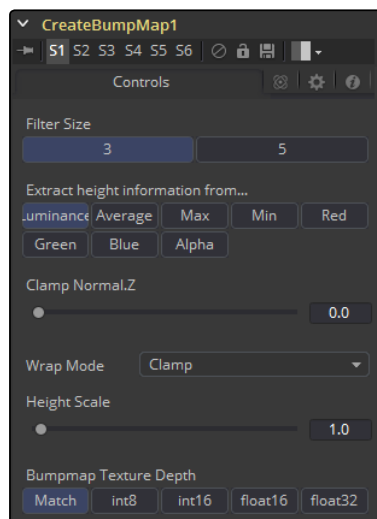 CreateBumpMap1
S1 S2 S3 S4 S5 S6
Controls
Filter Size
3 5
Extract height information from...
Luminance Average Max Min Red
Green Blue Alpha
Clamp Normal.Z
0.0
Wrap Mode Clamp
Height Scale
1.0
Bumpmap Texture Depth
Match int8 int16 float16 float32